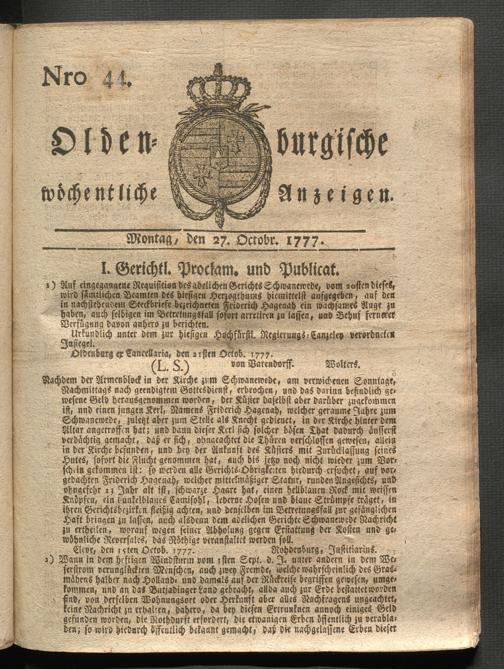 Nro 44.
Olden- burgische
wöchentliche Anzeigen.
Montag, den 27. Octobr. 1777.
I. Gerichtl. Proclam. und Publicat.
1) Auf eingegangene Requisition des adelichen Gerichts Schwanewede, vom 20sten dieses,
wird sämtlichen Beamten des hiesigen Herzogthums hiemittelst aufgegeben, auf den
in nachstehendem Steckbriefe bezeichneten Friederich Hagenah ein wachsames Auge zu
haben, auch selbigen im Betretungsfall sofort arretiren zu lassen, und Behuf fernerer
Verfügung davon anhero zu berichten.
Urkundlich unter dem zur hiesigen Hochfürstl. Regierungs-Canzeley verordneten
Insiegel.
Oldenburg ex Cancellaria, den 21sten Octob. 1777.
(L. S.) von Varendorff. Wolters.
Nachdem der Armenblock in der Kirche zum Schwanewede, am verwichenen Sonntage,
Nachmittags nach geendigtem Gottesdienst, erbrochen, und das darinn befindlich ge-
wesene Geld herausgenommen worden, der Küster daselbst aber darüber zugekommen
ist, und einen jungen Kerl, Namens Friderich Hagenah, welcher geraume Jahre zum
Schwanewede, zuletzt aber zum Stelle als Knecht gedienet, in der Kirche hinter dem
Altar angetroffen hat; und dann dieser Kerl sich solcher bösen That dadurch äusserst
verdächtig gemacht, daß er sich, ohngeachtet die Thüren verschlossen gewesen, allein
in der Kirche befunden, und bey der Ankunft des Küsters mit Zurücklassung seines
Hutes, sofort die Flucht genommen hat, auch bis jetzo noch nicht wieder zum Vor-
schein gekommen ist: so werden alle Gerichts-Obrigkeiten hiedurch ersuchet, auf vor-
gedachten Friderich Hagenah, welcher mittelmäßiger Statur, runden Angesichts, und
ohngefehr 23 Jahr alt ist, schwarze Haare hat, einen hellblauen Rock mit weissen
Knöpfen, ein dunkelblaues Camisohl, lederne Hosen und blaue Strümpfe träget, in
ihren Gerichtsbezirken fleißig achten, und denselben im Betretungsfall zur gefänglichen
Haft bringen zu lassen, auch alsdenn dem adelichen Gerichte Schwanewede Nachricht
zu ertheilen, worauf wegen seiner Abholung gegen Erstattung der Kosten und ge-
wöhnliche Reversales, das Nöthige veranstaltet werden soll.
Cleve, den 15ten Octob. 1777. Rohdenburg, Justitiarius.
2) Wann in dem heftigen Windsturm vom 1sten Sept. d. J. unter andern in dem We-
serstrom verunglückten Menschen, auch zwey Fremde, welche wahrscheinlich des Gras-
mähens halber nach Holland, und damals auf der Rückreise begriffen gewesen, umge-
kommen, und an das Butjadinger Land gebracht, allda auch zur Erde bestattet worden
sind, von derselben Wohnungsort oder Herkunft aber alles Nachfragens ungeachtet,
keine Nachricht zu erhalten, dahero, da bey diesen Ertrunknen annoch einiges Geld
gefunden worden, die Nothdurft erfordert, die etwanigen Erben öffentlich zu verabla-
den; so wird hiedurch öffentlich bekannt gemacht, daß die nachgelassene Erben dieser